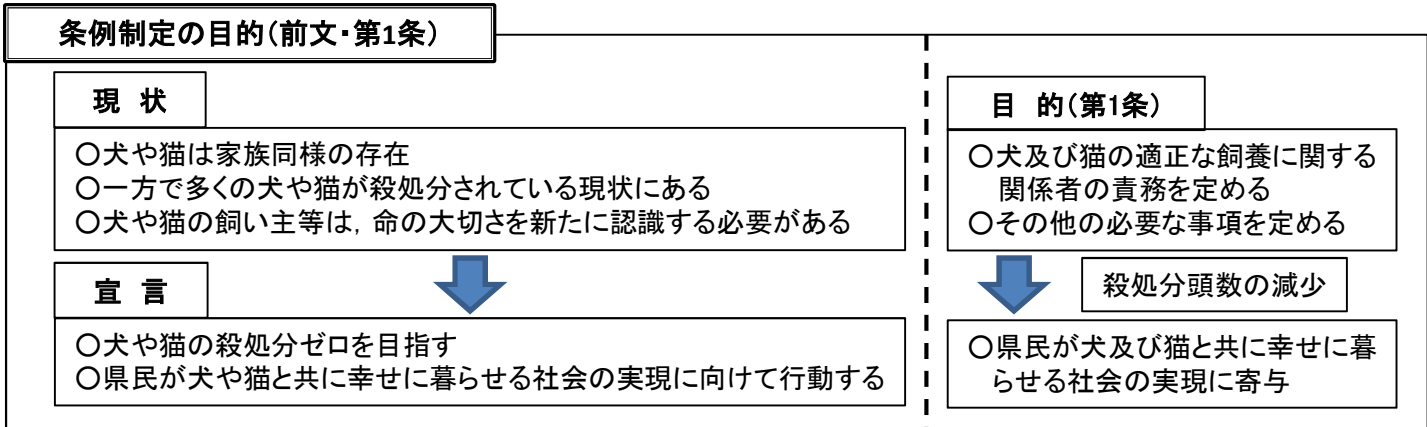 条例制定の目的（前文・第1条）
現 状
○犬や猫は家族同様の存在
○一方で多くの犬や猫が殺処分されている現状にある
○犬や猫の飼い主等は，命の大切さを新たに認識する必要がある
宣 言
○犬や猫の殺処分ゼロを目指す
○県民が犬や猫と共に幸せに暮らせる社会の実現に向けて行動する
目 的（第1条）
○犬及び猫の適正な飼養に関する
関係者の責務を定める
○その他の必要な事項を定める
殺処分頭数の減少
○県民が犬及び猫と共に幸せに暮
らせる社会の実現に寄与